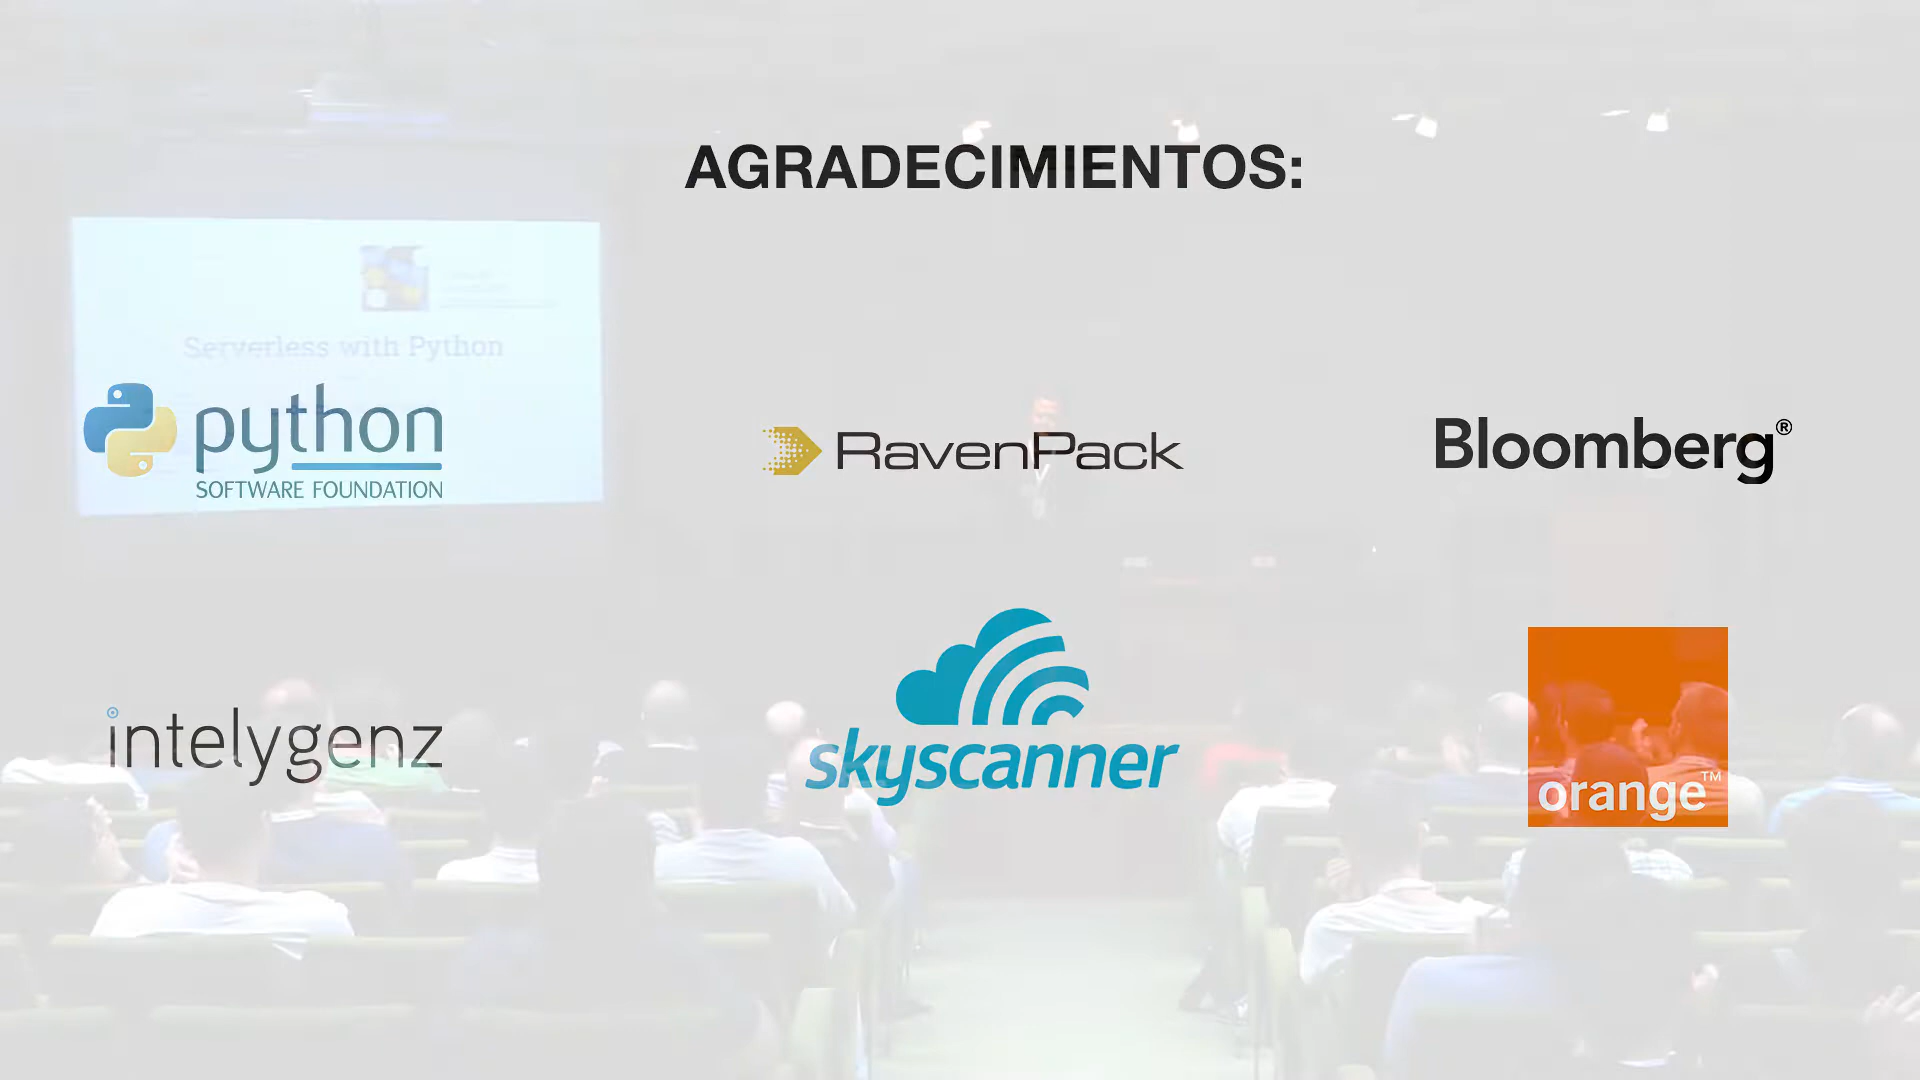 AGRADECIMIENTOS:
Serverless with Python
python
SOFTWARE FOUNDATION
RavenPack
Bloomberg®
intelygenz
skyscanner
orange™